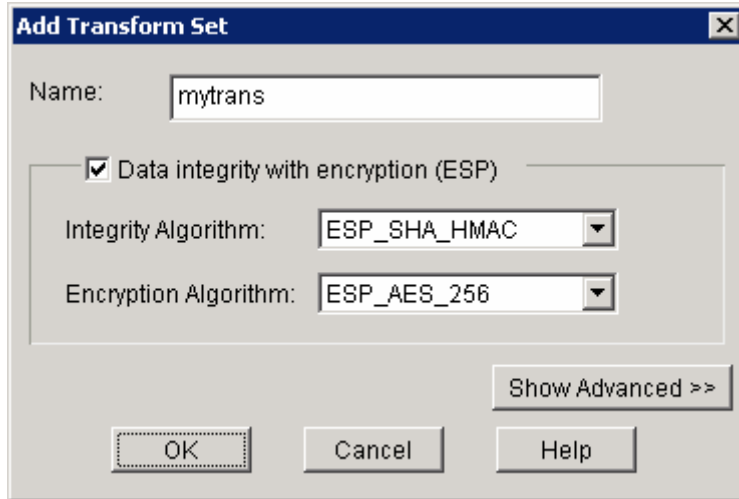 Add Transform Set
Name: mytrans
Data integrity with encryption (ESP)
Integrity Algorithm: ESP_SHA_HMAC
Encryption Algorithm: ESP_AES_256
Show Advanced >>
OK Cancel Help